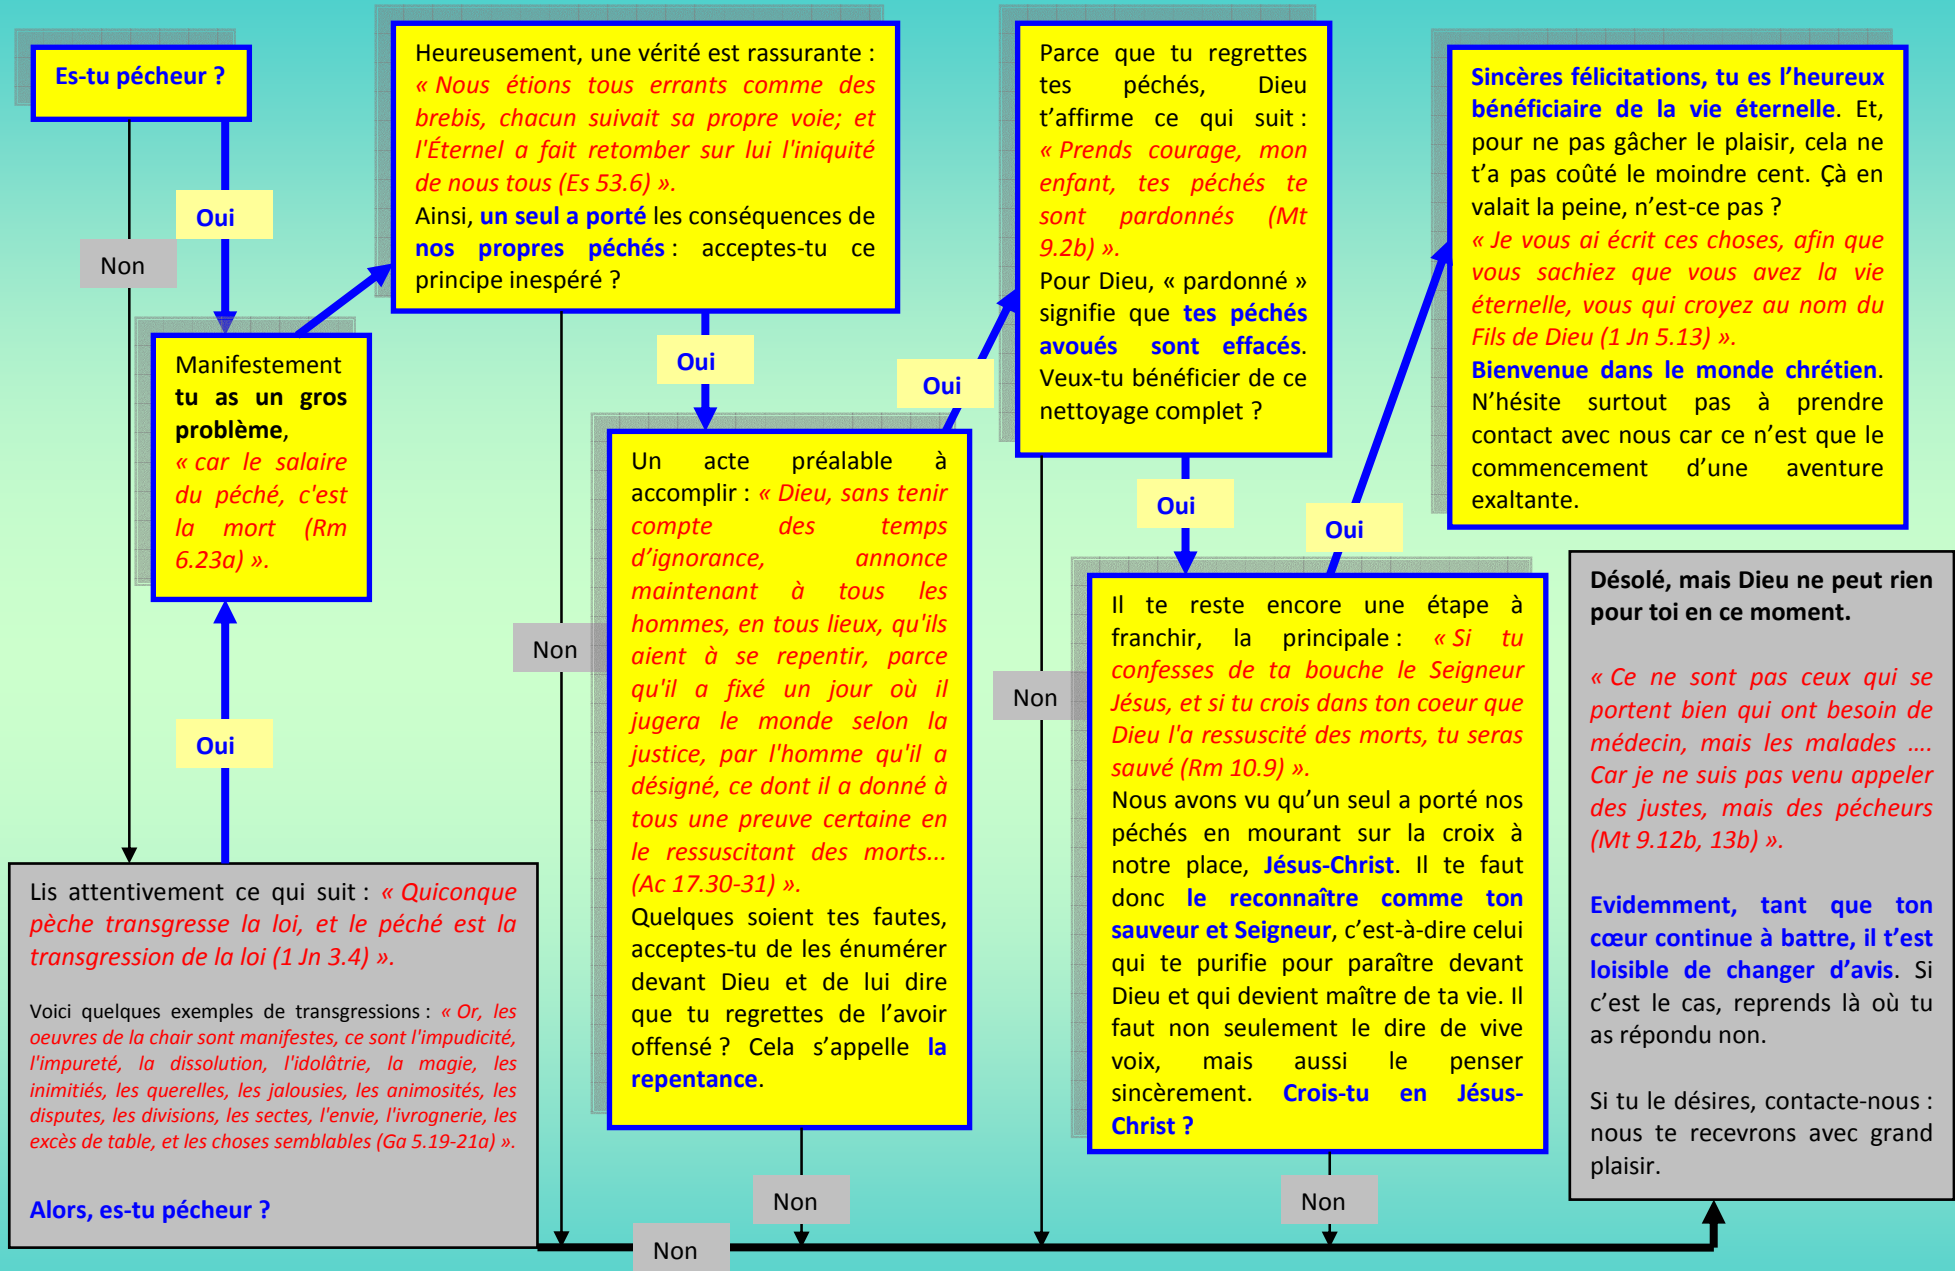 Es-tu pécheur ?
Oui
Non
Manifestement
tu as un gros
problème,
« car le salaire
du péché, c'est
la mort (Rm
6.23a) ».
Oui
Lis attentivement ce qui suit : « Quiconque
pèche transgresse la loi, et le péché est la
transgression de la loi (1 Jn 3.4) ».
Voici quelques exemples de transgressions : « Or, les
oeuvres de la chair sont manifestes, ce sont l'impudicité,
l'impureté, la dissolution, l'idolâtrie, la magie, les
inimitiés, les querelles, les jalousies, les animosités, les
disputes, les divisions, les sectes, l'envie, l'ivrognerie, les
excès de table, et les choses semblables (Ga 5.19-21a) ».
Alors, es-tu pécheur ?
Non
Heureusement, une vérité est rassurante :
« Nous étions tous errants comme des
brebis, chacun suivait sa propre voie; et
l'Éternel a fait retomber sur lui l'iniquité
de nous tous (Es 53.6) ».
Ainsi, un seul a porté les conséquences de
nos propres péchés : acceptes-tu ce
principe inespéré ?
Oui
Non
Un acte préalable à
accomplir : « Dieu, sans tenir
compte des temps
d’ignorance, annonce
maintenant à tous les
hommes, en tous lieux, qu'ils
aient à se repentir, parce
qu'il a fixé un jour où il
jugera le monde selon la
justice, par l'homme qu'il a
désigné, ce dont il a donné à
tous une preuve certaine en
le ressuscitant des morts...
(Ac 17.30-31) ».
Quelques soient tes fautes,
acceptes-tu de les énumérer
devant Dieu et de lui dire
que tu regrettes de l’avoir
offensé ? Cela s’appelle la
repentance.
Oui
Non
Parce que tu regrettes
tes péchés, Dieu
t’affirme ce qui suit :
« Prends courage, mon
enfant, tes péchés te
sont pardonnés (Mt
9.2b) ».
Pour Dieu, « pardonné »
signifie que tes péchés
avoués sont effacés.
Veux-tu bénéficier de ce
nettoyage complet ?
Oui
Non
Il te reste encore une étape à
franchir, la principale : « Si tu
confesses de ta bouche le Seigneur
Jésus, et si tu crois dans ton coeur que
Dieu l'a ressuscité des morts, tu seras
sauvé (Rm 10.9) ».
Nous avons vu qu’un seul a porté nos
péchés en mourant sur la croix à
notre place, Jésus-Christ. Il te faut
donc le reconnaître comme ton
sauveur et Seigneur, c’est-à-dire celui
qui te purifie pour paraître devant
Dieu et qui devient maître de ta vie. Il
faut non seulement le dire de vive
voix, mais aussi le penser
sincèrement. Crois-tu en Jésus-
Christ ?
Oui
Non
Sincères félicitations, tu es l’heureux
bénéficiaire de la vie éternelle. Et,
pour ne pas gâcher le plaisir, cela ne
t’a pas coûté le moindre cent. Çà en
valait la peine, n’est-ce pas ?
« Je vous ai écrit ces choses, afin que
vous sachiez que vous avez la vie
éternelle, vous qui croyez au nom du
Fils de Dieu (1 Jn 5.13) ».
Bienvenue dans le monde chrétien.
N’hésite surtout pas à prendre
contact avec nous car ce n’est que le
commencement d’une aventure
exaltante.
Désolé, mais Dieu ne peut rien
pour toi en ce moment.
« Ce ne sont pas ceux qui se
portent bien qui ont besoin de
médecin, mais les malades ....
Car je ne suis pas venu appeler
des justes, mais des pécheurs
(Mt 9.12b, 13b) ».
Evidemment, tant que ton
cœur continue à battre, il t’est
loisible de changer d’avis. Si
c’est le cas, reprends là où tu
as répondu non.
Si tu le désires, contacte-nous :
nous te recevrons avec grand
plaisir.